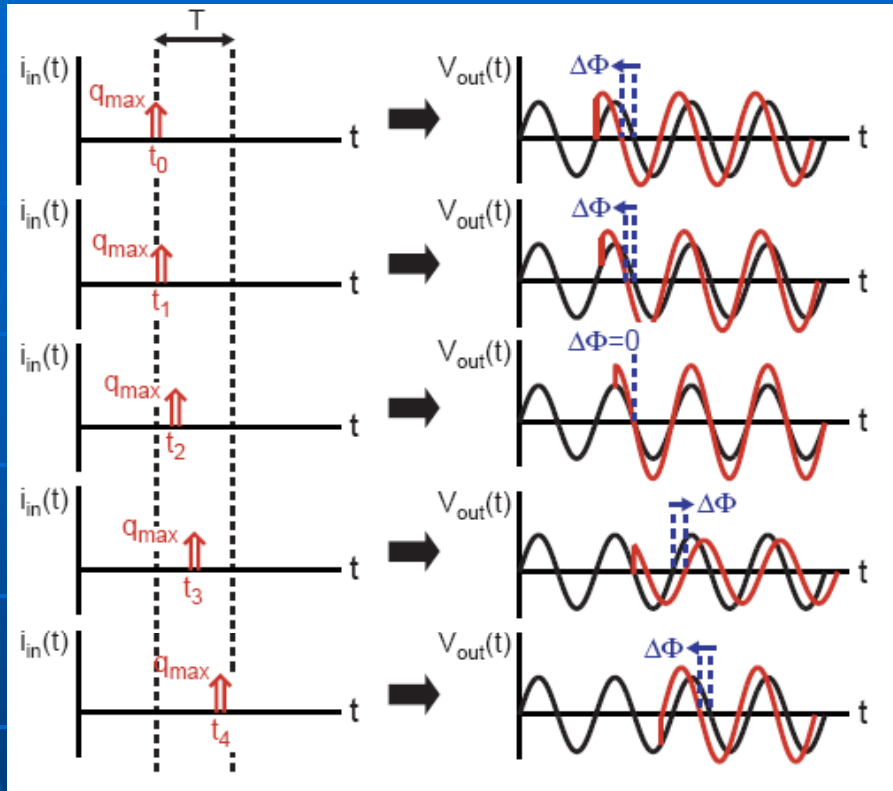 T
i_in(t)
q_max
t_0
t
V_out(t)
ΔΦ
t
i_in(t)
q_max
t_1
t
V_out(t)
ΔΦ
t
i_in(t)
q_max
t_2
t
V_out(t)
ΔΦ=0
t
i_in(t)
q_max
t_3
t
V_out(t)
ΔΦ
t
i_in(t)
q_max
t_4
t
V_out(t)
ΔΦ
t